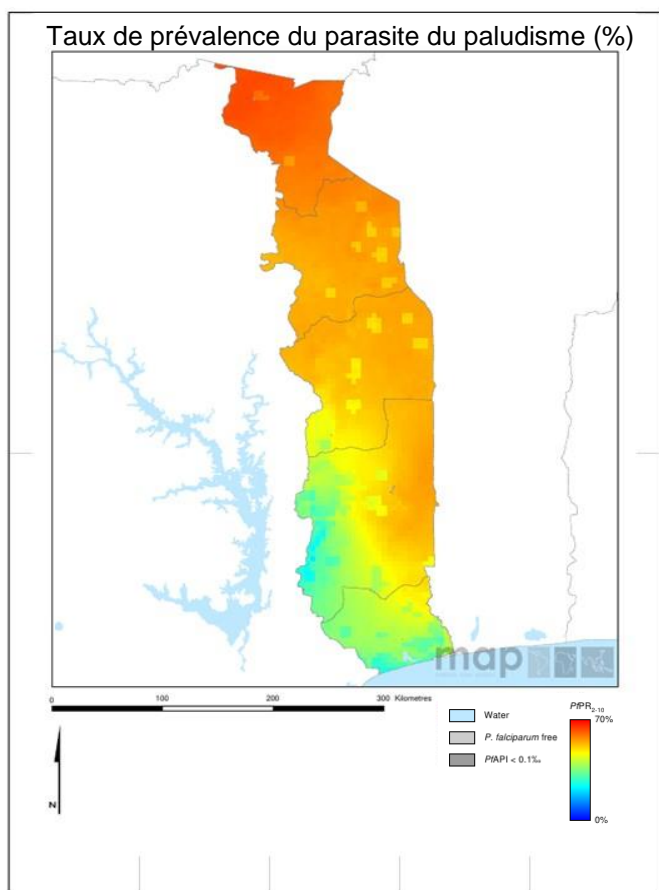 Taux de prévalence du parasite du paludisme (%)
map
0 100 200 300 Kilometres
N
Water
P. falciparum free
PfAPI < 0.1‰
PfPR2-10
70%
0%